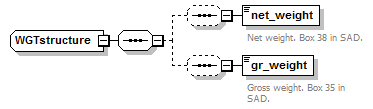 WGTstructure
net_weight
Net weight. Box 38 in SAD.
gr_weight
Gross weight. Box 35 in
SAD.